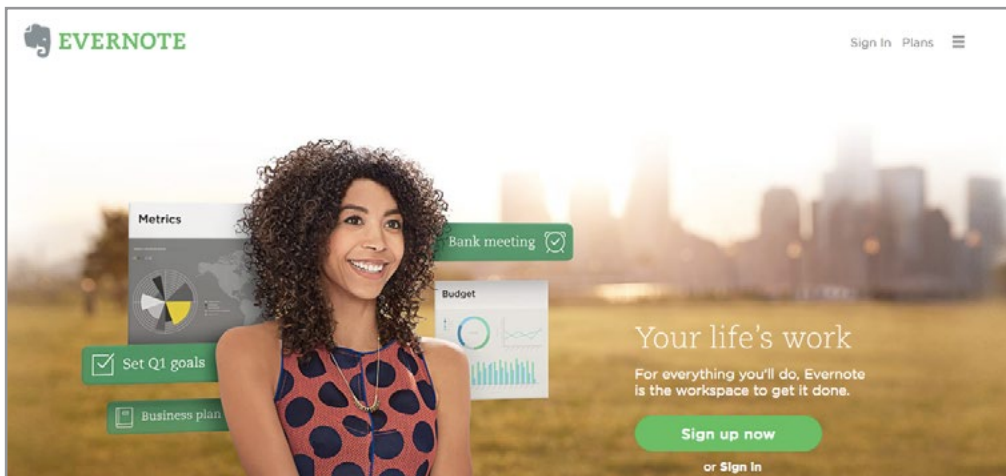 EVERNOTE
Sign In Plans
Metrics
Bank meeting
Budget
Set Q1 goals
Business plan
Your life's work
For everything you'll do, Evernote
is the workspace to get it done.
Sign up now
or Sign In